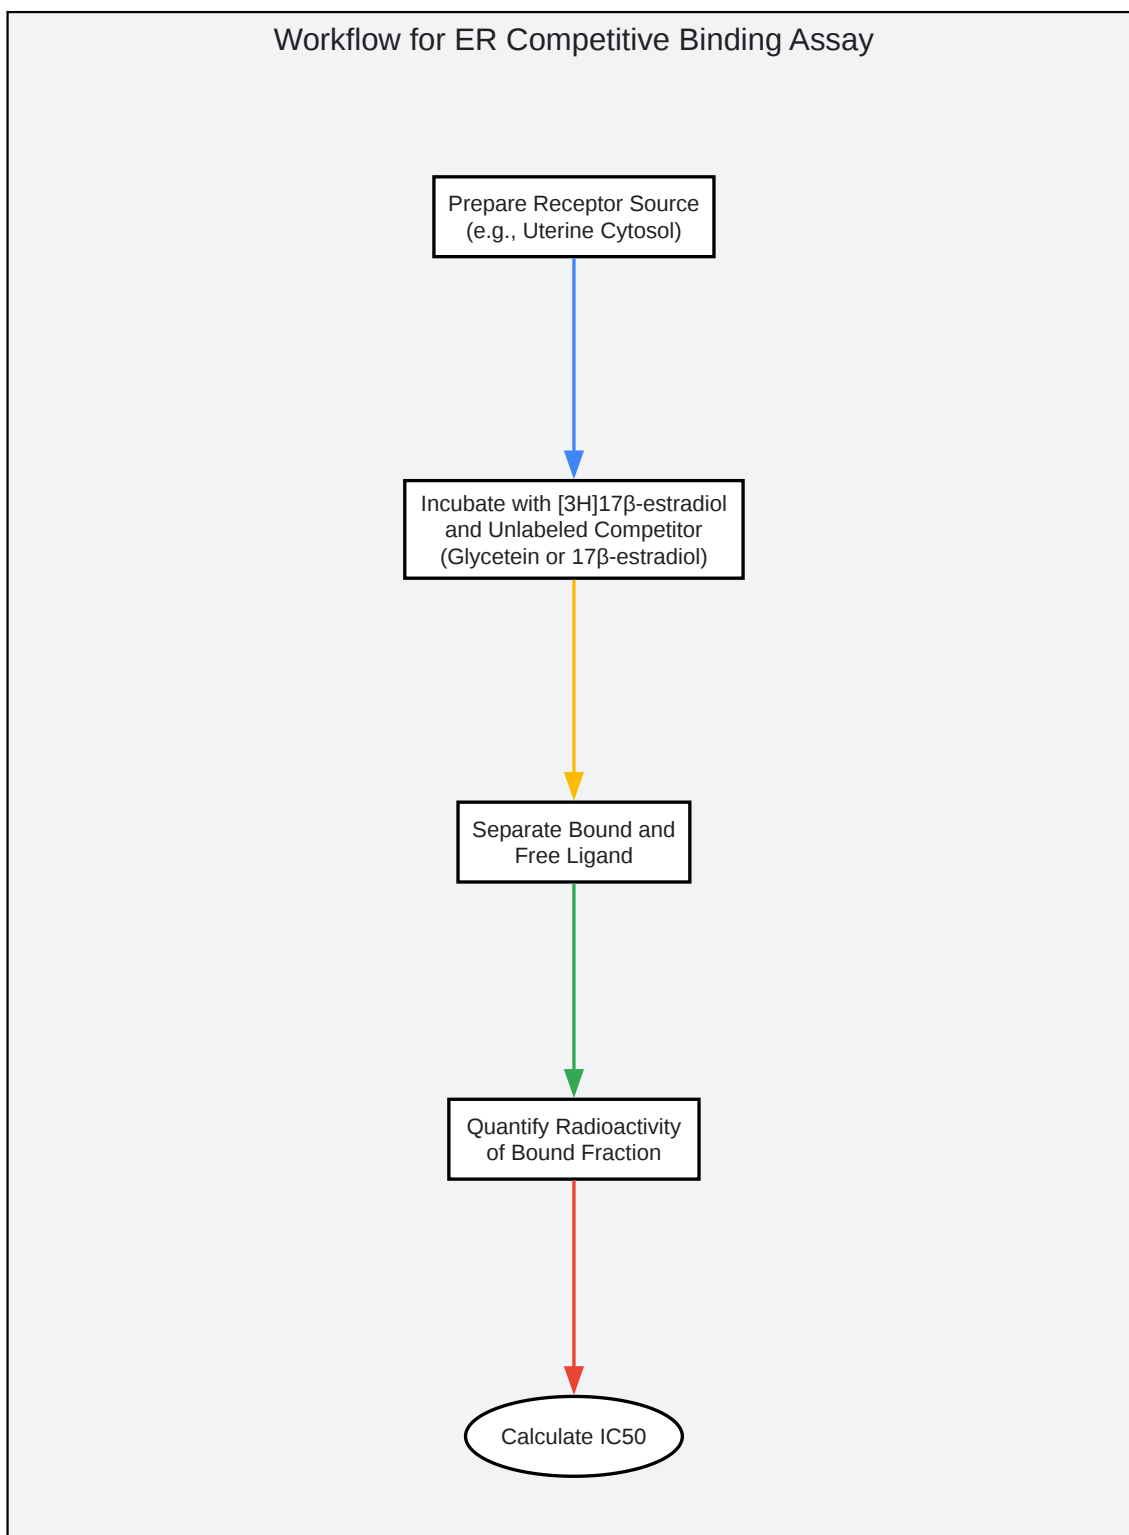 Workflow for ER Competitive Binding Assay
Prepare Receptor Source
(e.g., Uterine Cytosol)
Incubate with [3H]17β-estradiol
and Unlabeled Competitor
(Glycetein or 17β-estradiol)
Separate Bound and
Free Ligand
Quantify Radioactivity
of Bound Fraction
Calculate IC50